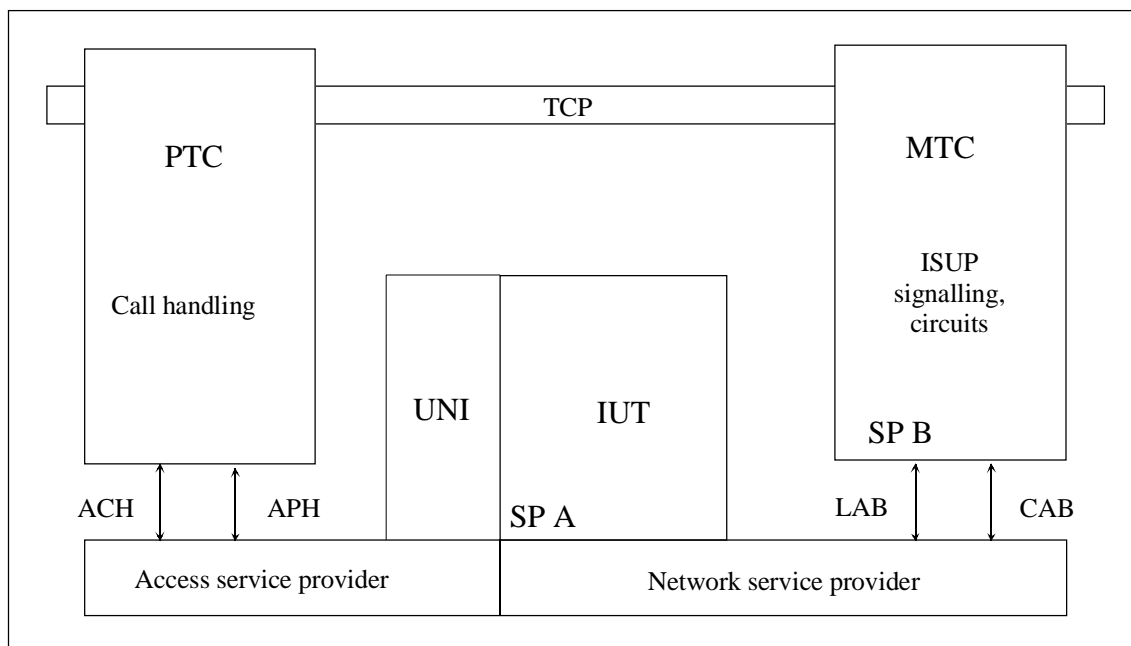 TCP
PTC
MTC
Call handling
ISUP
signalling,
circuits
UNI
IUT
SP B
ACH
APH
SP A
LAB
CAB
Access service provider
Network service provider